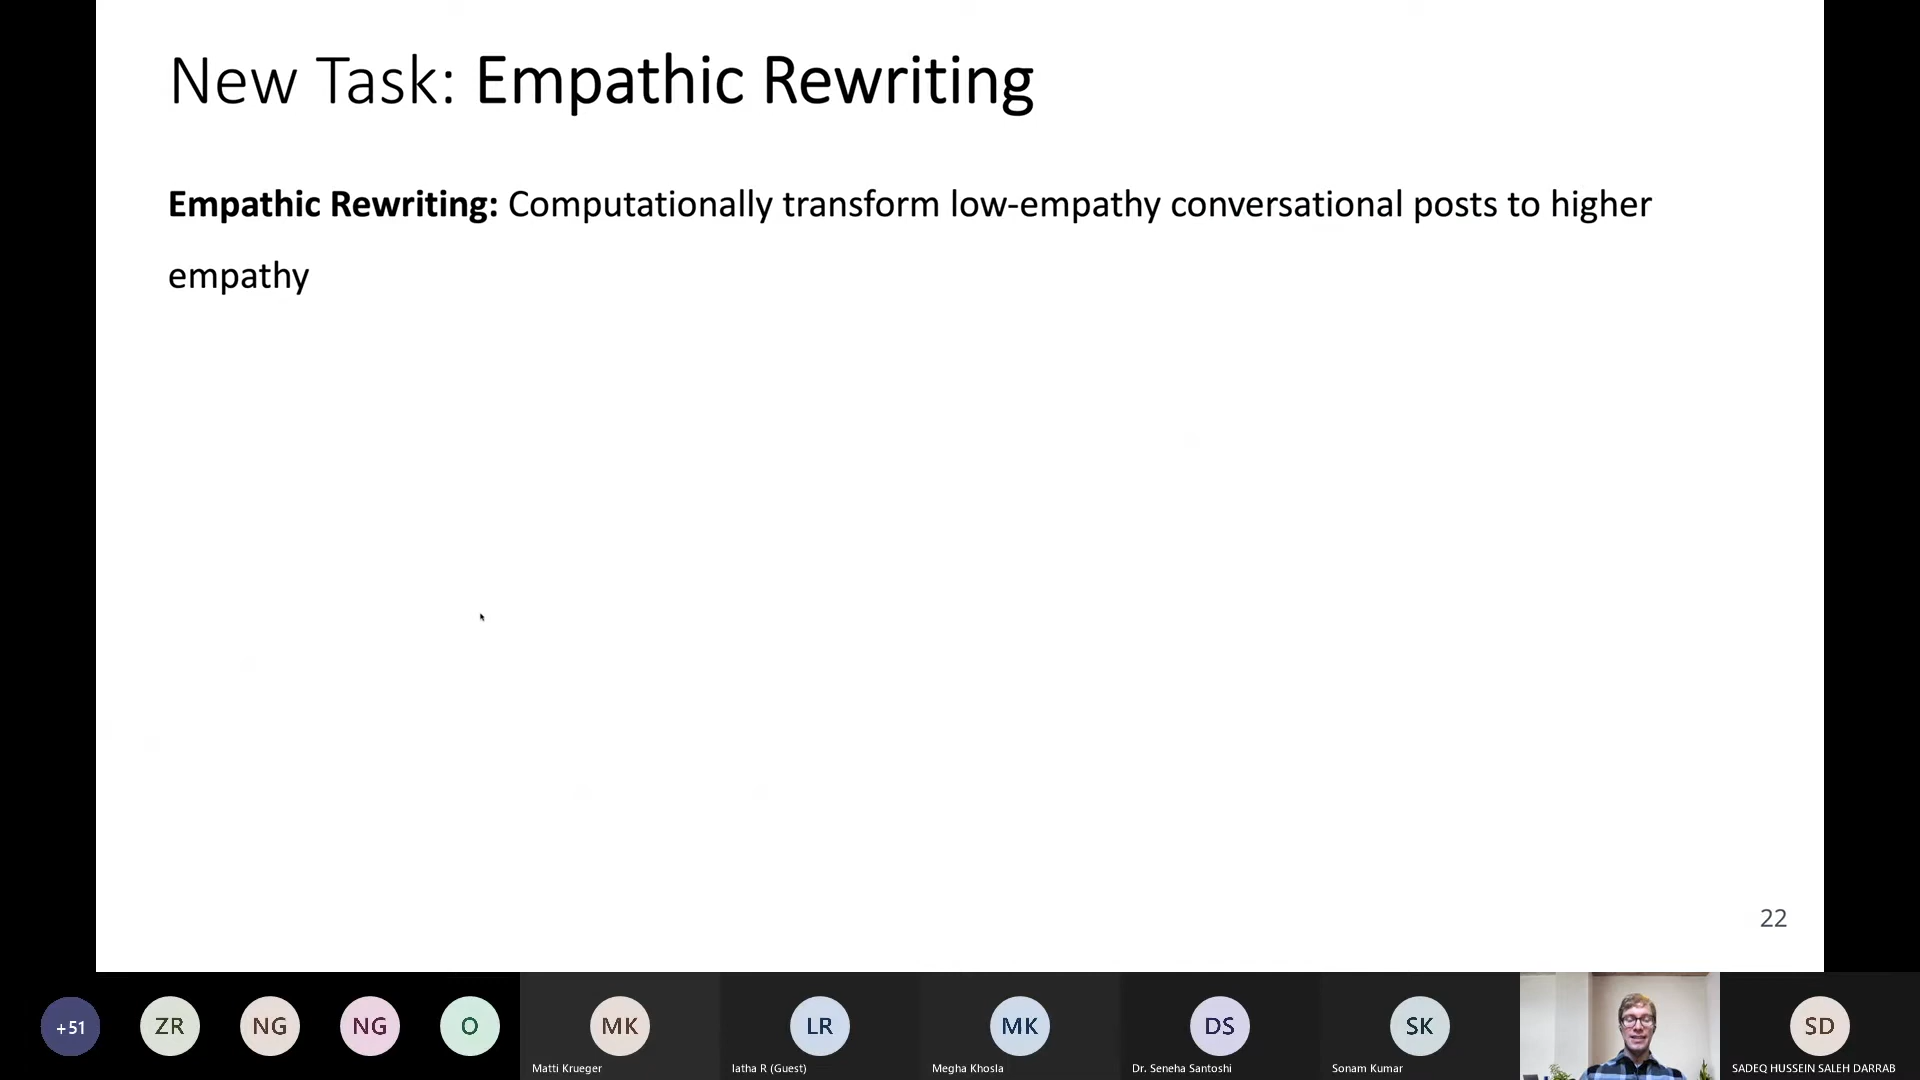 New Task: Empathic Rewriting
Empathic Rewriting: Computationally transform low-empathy conversational posts to higher
empathy
22
+51
ZR
NG
NG
O
MK
LR
MK
DS
SK
SD
Matti Krueger
latha R (Guest)
Megha Khosla
Dr. Seneha Santoshi
Sonam Kumar
SADEQ HUSSEIN SALEH DARRAB